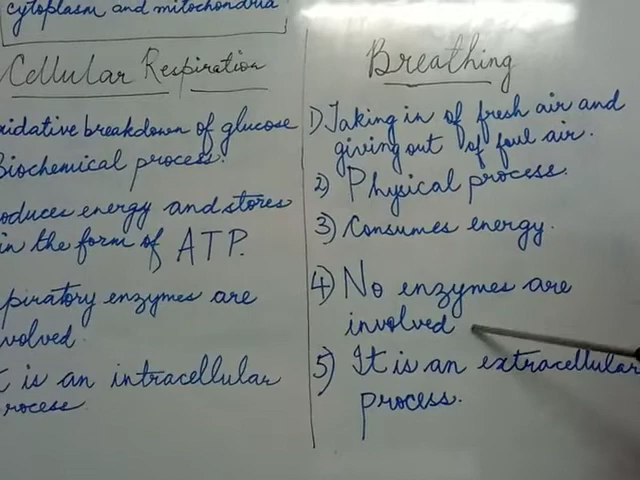 cytoplasm and mitochondria
Cellular Respiration
xidative breakdown of glucose
Biochemical process.
oduces energy and stores
in the form of ATP.
piratory enzymes are
volved.
t is an intracellular
rocess
Breathing
1) Taking in of fresh air and
giving out of foul air.
2) Physical process.
3) Consumes energy.
4) No enzymes are
involved
5) It is an extracellular
process.